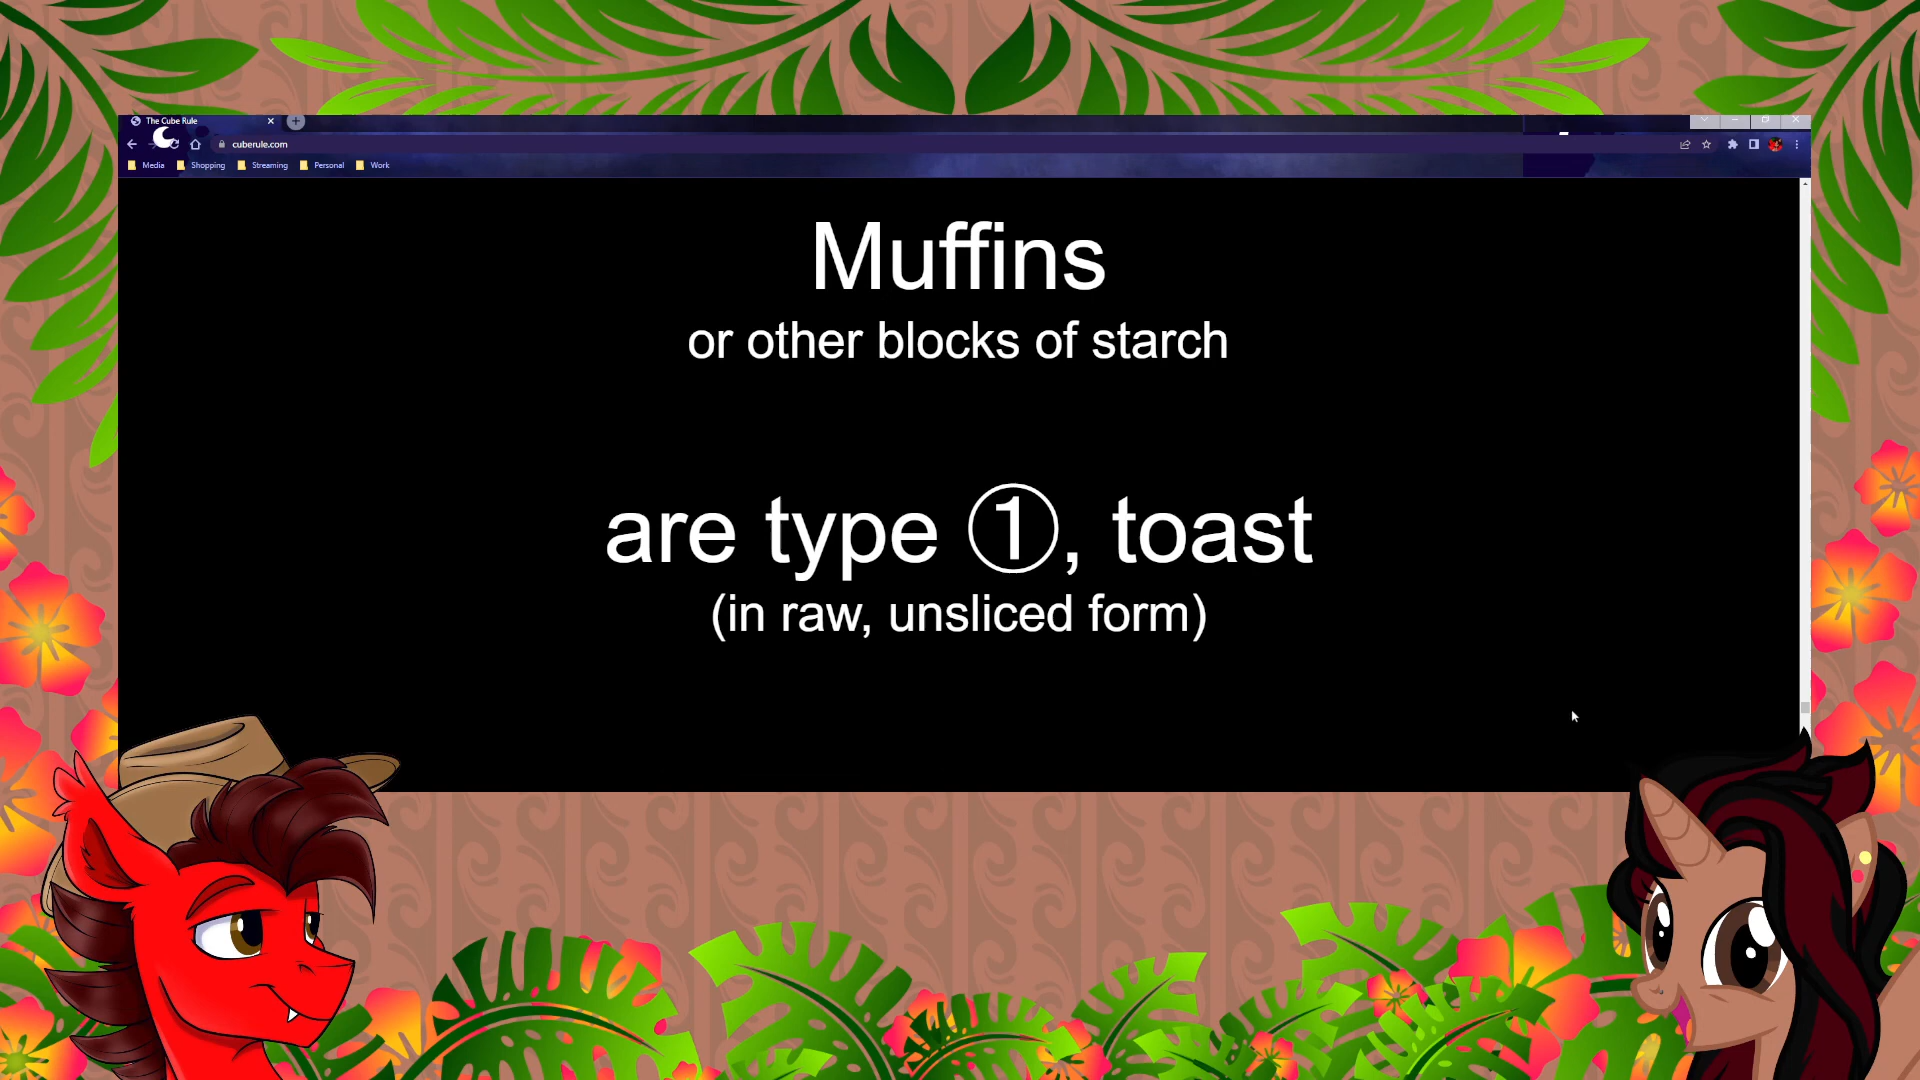 The Cube Rule
cuberule.com
Media Shopping Streaming Personal Work
Muffins
or other blocks of starch
are type ①, toast
(in raw, unsliced form)